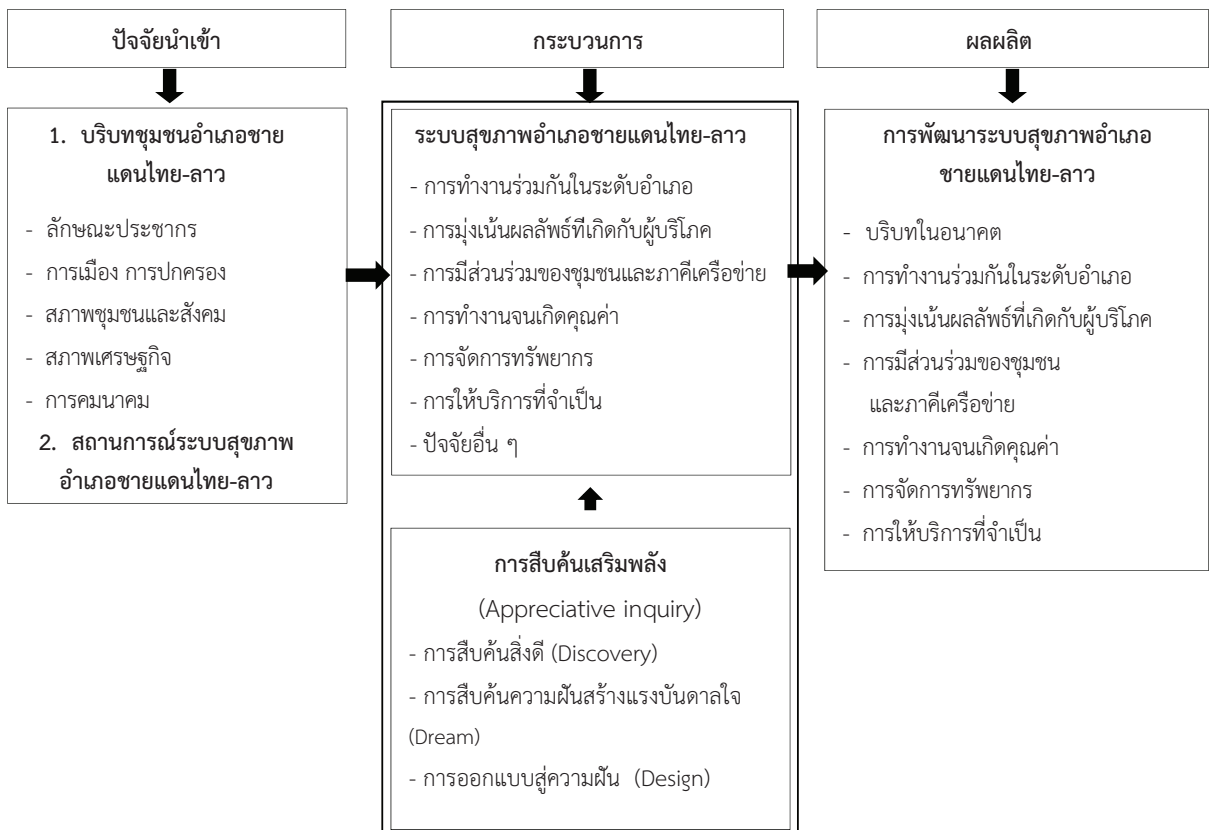 ปัจจัยนำเข้า
1. บริบทชุมชนอำเภอชาย
แดนไทย-ลาว
- ลักษณะประชากร
- การเมือง การปกครอง
- สภาพชุมชนและสังคม
- สภาพเศรษฐกิจ
- การคมนาคม
2. สถานการณ์ระบบสุขภาพ
อำเภอชายแดนไทย-ลาว
กระบวนการ
ระบบสุขภาพอำเภอชายแดนไทย-ลาว
- การทำงานร่วมกันในระดับอำเภอ
- การมุ่งเน้นผลลัพธ์ที่เกิดกับผู้บริโภค
- การมีส่วนร่วมของชุมชนและภาคีเครือข่าย
- การทำงานจนเกิดคุณค่า
- การจัดการทรัพยากร
- การให้บริการที่จำเป็น
- ปัจจัยอื่น ๆ
การสืบค้นเสริมพลัง
(Appreciative inquiry)
- การสืบค้นสิ่งดี (Discovery)
- การสืบค้นความฝันสร้างแรงบันดาลใจ
(Dream)
- การออกแบบสู่ความฝัน (Design)
ผลผลิต
การพัฒนาระบบสุขภาพอำเภอ
ชายแดนไทย-ลาว
- บริบทในอนาคต
- การทำงานร่วมกันในระดับอำเภอ
- การมุ่งเน้นผลลัพธ์ที่เกิดกับผู้บริโภค
- การมีส่วนร่วมของชุมชน
และภาคีเครือข่าย
- การทำงานจนเกิดคุณค่า
- การจัดการทรัพยากร
- การให้บริการที่จำเป็น